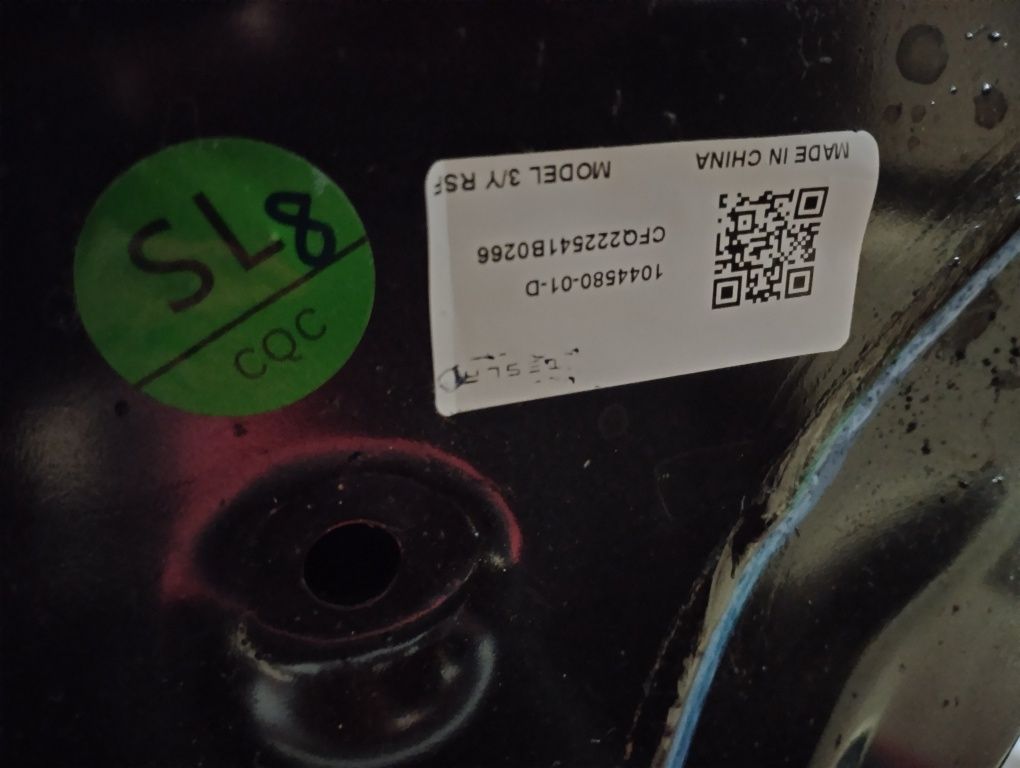 SL8
CQC
1044580-01-D
CFQ222541B0266
MADE IN CHINA MODEL 3/Y RSF